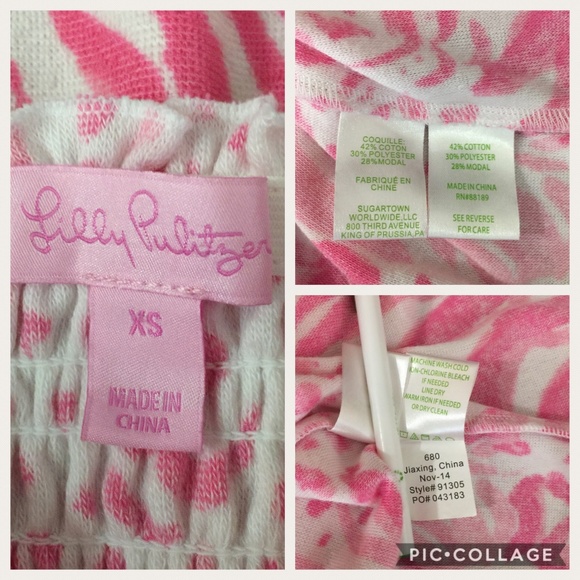 Lilly Pulitzer
XS
MADE IN
CHINA
COQUILLE:
42% COTTON
30% POLYESTER
28% MODAL
FABRIQUÉ EN
CHINE
SUGARTOWN
WORLDWIDE, LLC
800 THIRD AVENUE
KING OF PRUSSIA, PA
42% COTTON
30% POLYESTER
28% MODAL
MADE IN CHINA
RN#88189
SEE REVERSE
FOR CARE
MACHINE WASH COLD
NON-CHLORINE BLEACH
IF NEEDED
LINE DRY
WARM IRON IF NEEDED
OR DRY CLEAN
680
Jiaxing, China
Nov-14
Style# 91305
PO# 043183
PIC•COLLAGE